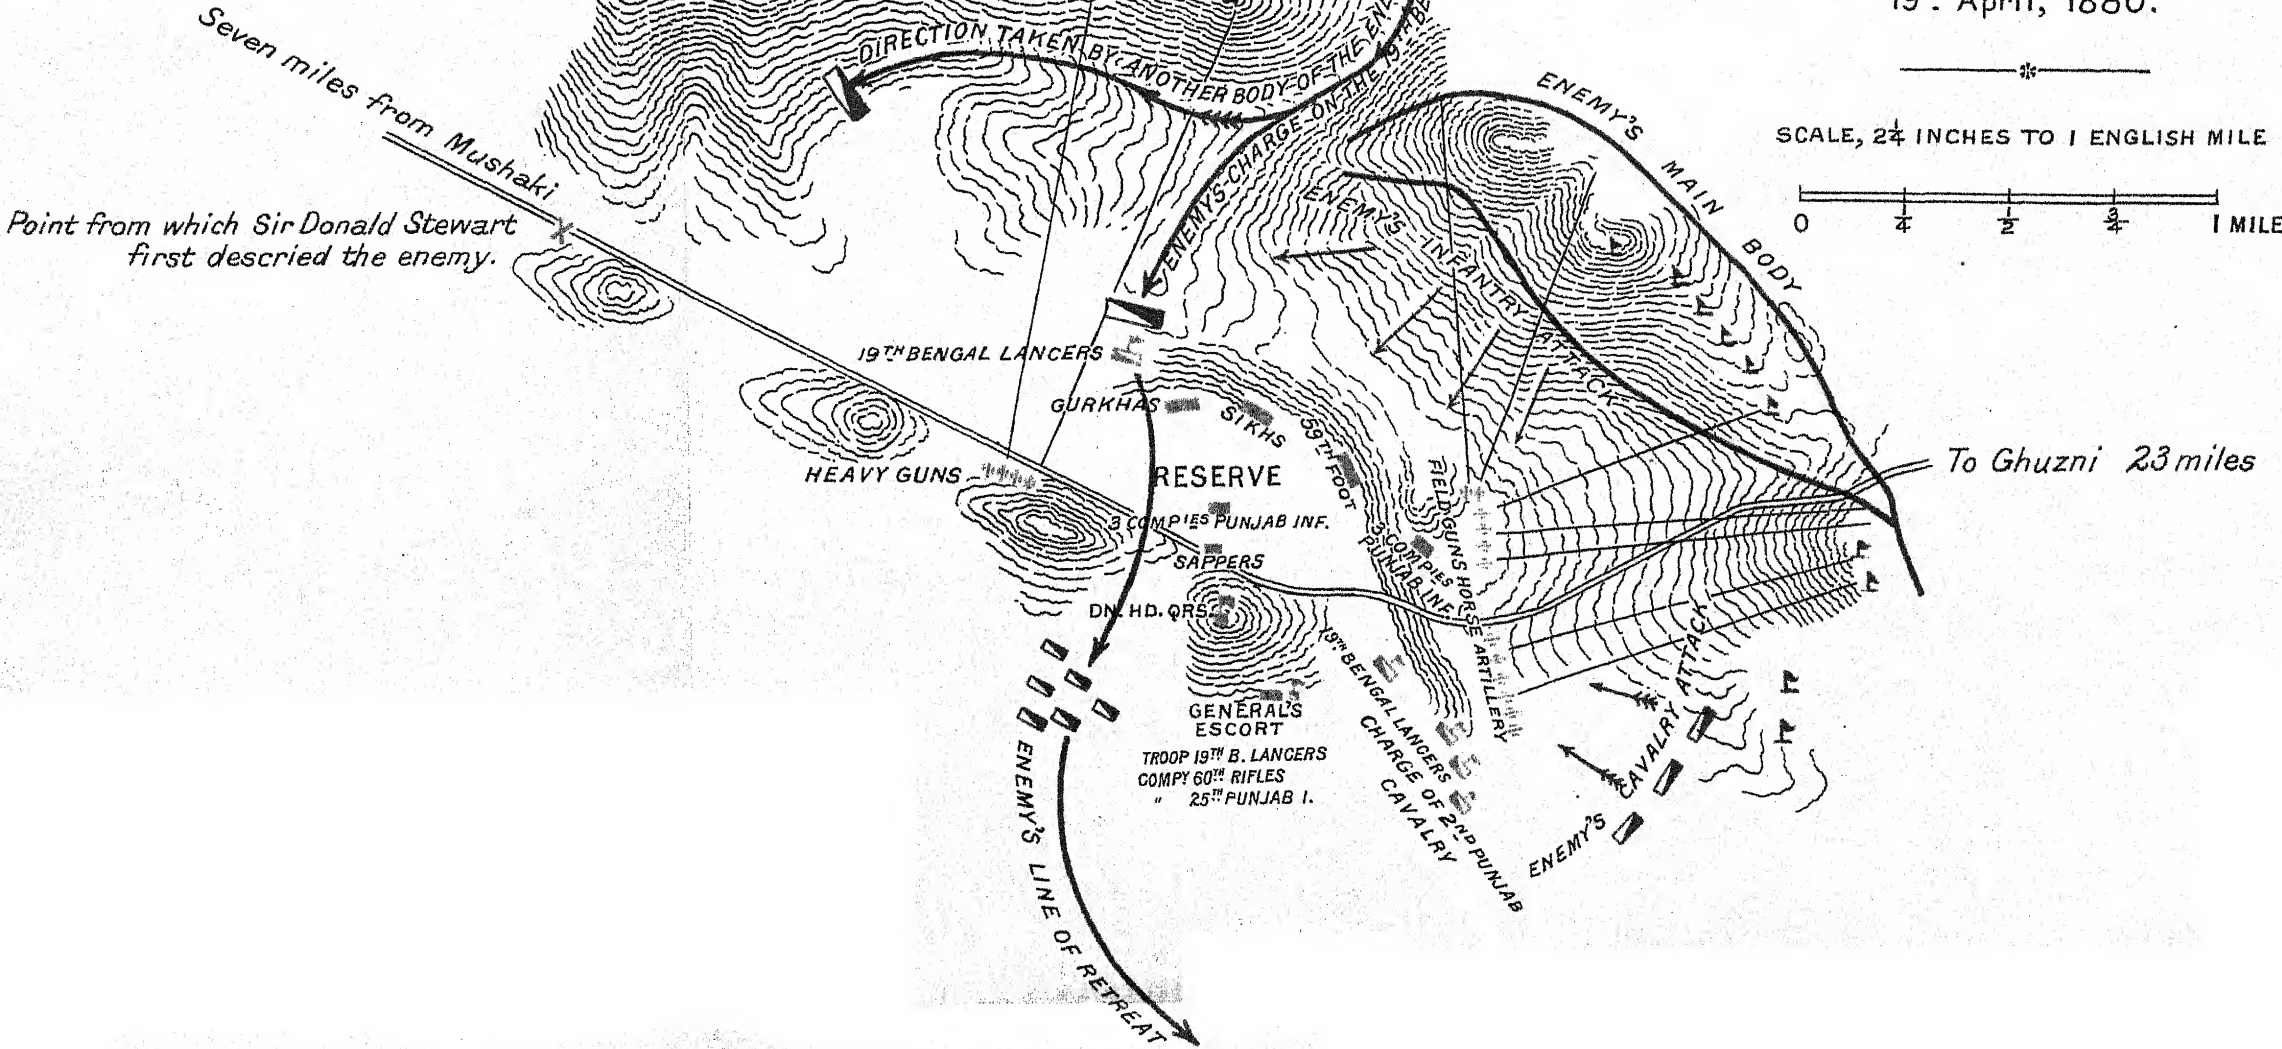 19. April, 1880.
SCALE, 2¼ INCHES TO 1 ENGLISH MILE
0 ¼ ½ ¾ 1 MILE
Seven miles from Mushaki
Point from which Sir Donald Stewart
first descried the enemy.
DIRECTION TAKEN BY ANOTHER BODY OF THE
ENEMY'S CHARGE ON THE 19TH
ENEMY'S MAIN BODY
ENEMY'S INFANTRY ATTACK
19TH BENGAL LANCERS
GURKHAS
SIKHS
59TH FOOT
HEAVY GUNS
RESERVE
3 COMPIES PUNJAB INF.
SAPPERS
3 COMPIES
PUNJAB INF.
FIELD GUNS HORSE ARTILLERY
To Ghuzni 23 miles
DN. HD. QRS.
GENERAL'S
ESCORT
TROOP 19TH B. LANCERS
COMPY 60TH RIFLES
" 25TH PUNJAB I.
19TH BENGAL LANCERS
CHARGE OF 2ND PUNJAB
CAVALRY
ENEMY'S CAVALRY ATTACK
ENEMY'S LINE OF RETREAT